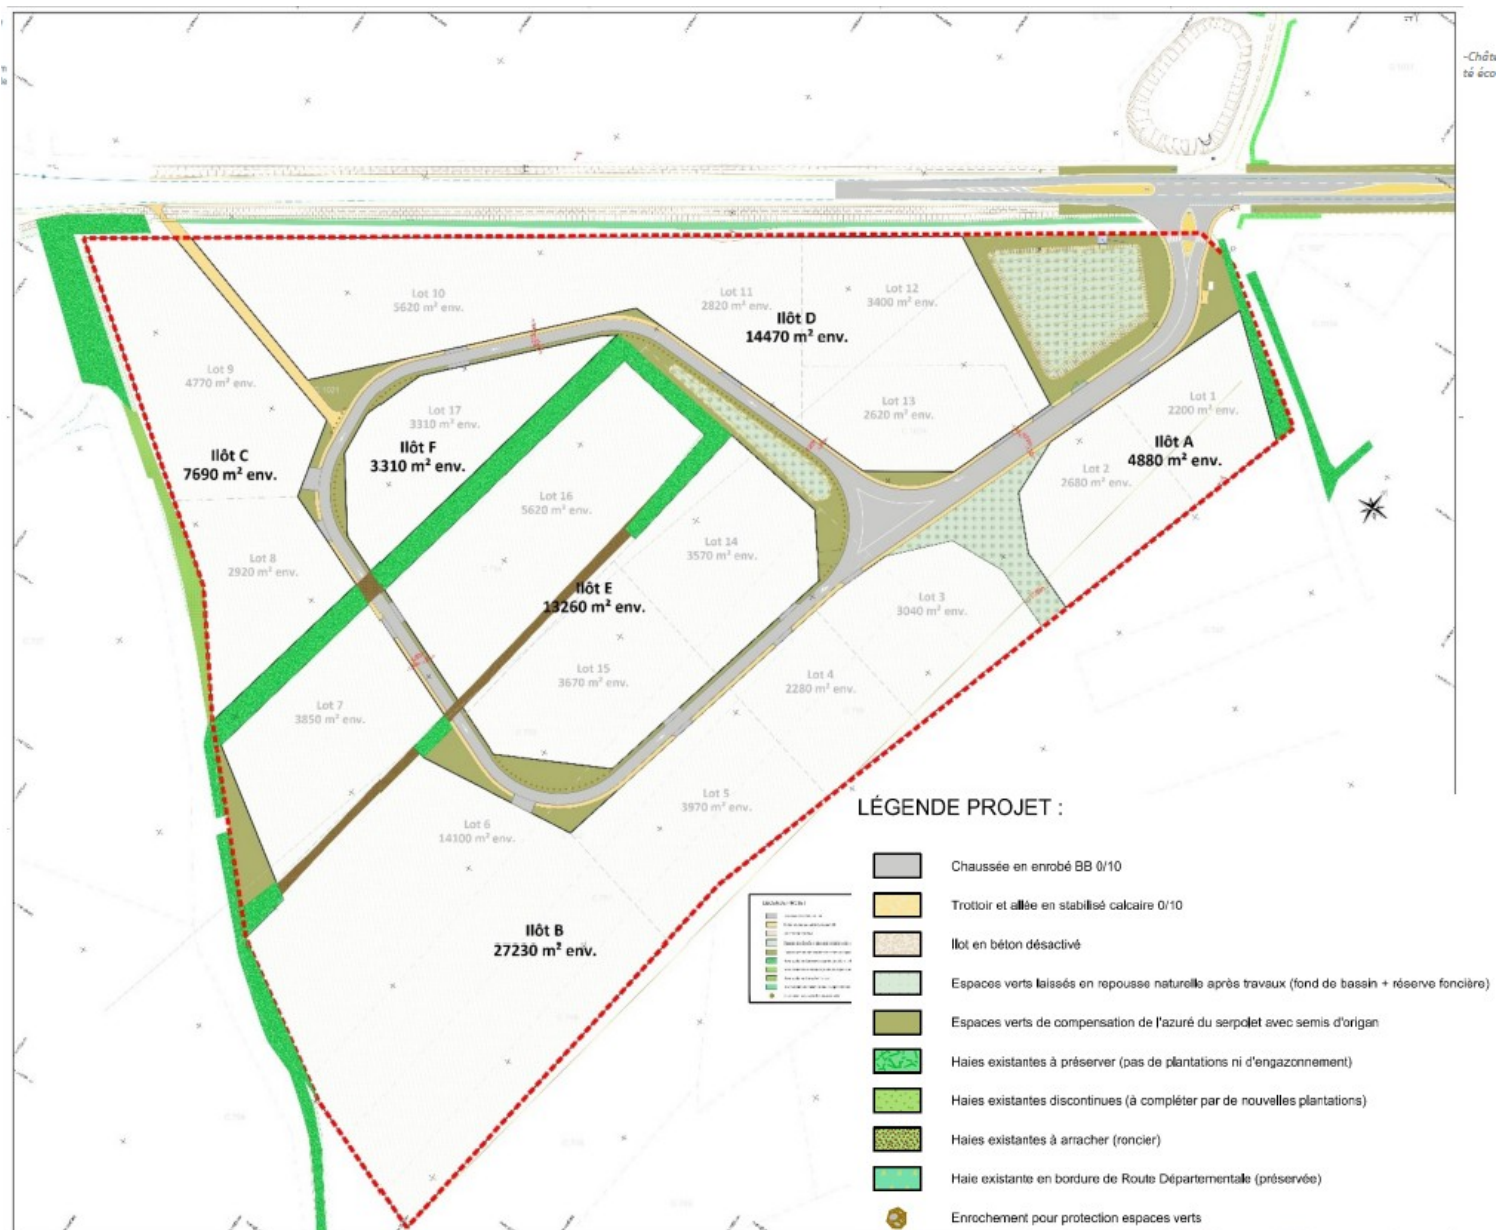 -Chât
té éco
Lot 10
5620 m² env.
Lot 11
2820 m² env.
Lot 12
3400 m² env.
Ilôt D
14470 m² env.
Lot 9
4770 m² env.
Lot 17
3310 m² env.
Lot 13
2620 m² env.
Lot 1
2200 m² env.
Ilôt C
7690 m² env.
Ilôt F
3310 m² env.
Ilôt A
4880 m² env.
Lot 2
2680 m² env.
Lot 16
5620 m² env.
Lot 14
3570 m² env.
Lot 8
2920 m² env.
Ilôt E
13260 m² env.
Lot 3
3040 m² env.
Lot 15
3670 m² env.
Lot 4
2280 m² env.
Lot 7
3850 m² env.
Lot 5
3970 m² env.
Lot 6
14100 m² env.
Ilôt B
27230 m² env.
LÉGENDE PROJET :
Chaussée en enrobé BB 0/10
Trottoir et allée en stabilisé calcaire 0/10
Ilot en béton désactivé
Espaces verts laissés en repousse naturelle après travaux (fond de bassin + réserve foncière)
Espaces verts de compensation de l'azuré du serpolet avec semis d'origan
Haies existantes à préserver (pas de plantations ni d'engazonnement)
Haies existantes discontinues (à compléter par de nouvelles plantations)
Haies existantes à arracher (roncier)
Haie existante en bordure de Route Départementale (préservée)
Enrochement pour protection espaces verts